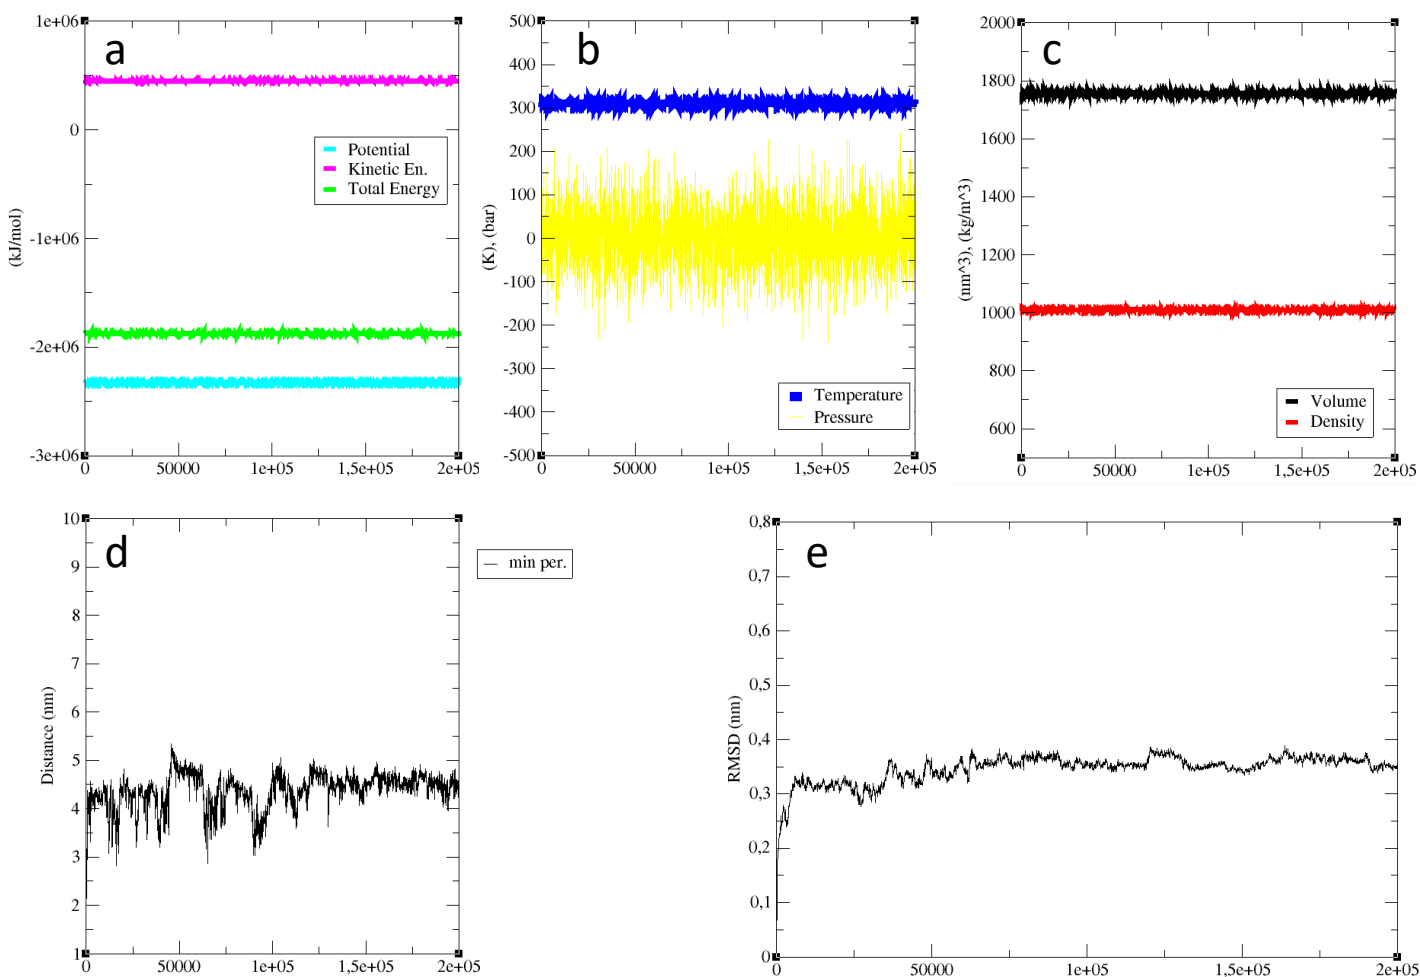 a
1e+06
0
-1e+06
-2e+06
-3e+06
(kJ/mol)
Potential
Kinetic En.
Total Energy
0
50000
1e+05
1,5e+05
2e+05
b
500
400
300
200
100
0
-100
-200
-300
-400
-500
(K), (bar)
Temperature
Pressure
0
50000
1e+05
1,5e+05
2e+05
c
2000
1800
1600
1400
1200
1000
800
600
(nm^3), (kg/m^3)
Volume
Density
0
50000
1e+05
1,5e+05
2e+05
d
10
9
8
7
6
5
4
3
2
1
Distance (nm)
min per.
0
50000
1e+05
1,5e+05
2e+05
e
0,8
0,7
0,6
0,5
0,4
0,3
0,2
0,1
0
RMSD (nm)
0
50000
1e+05
1,5e+05
2e+05